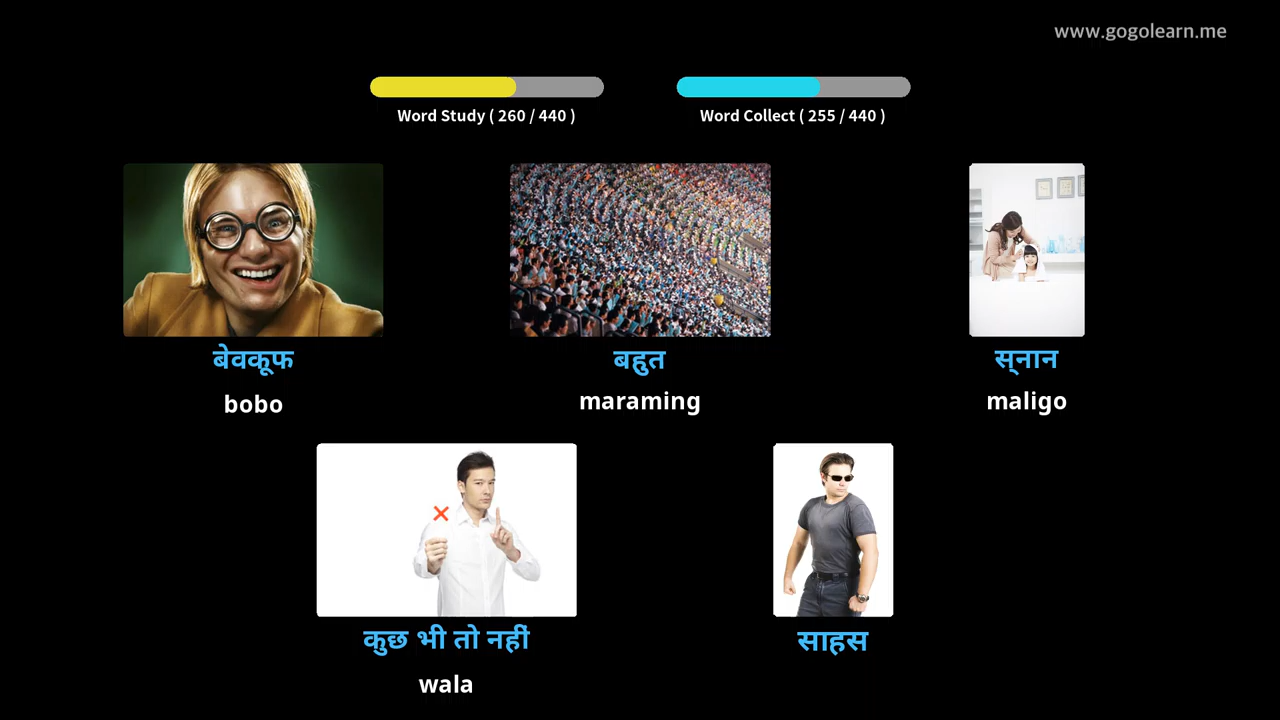 www.gogolearn.me
Word Study ( 260 / 440 )
Word Collect ( 255 / 440 )
बेवकूफ
बहुत
स्नान
bobo
maraming
maligo
कुछ भी तो नहीं
साहस
wala